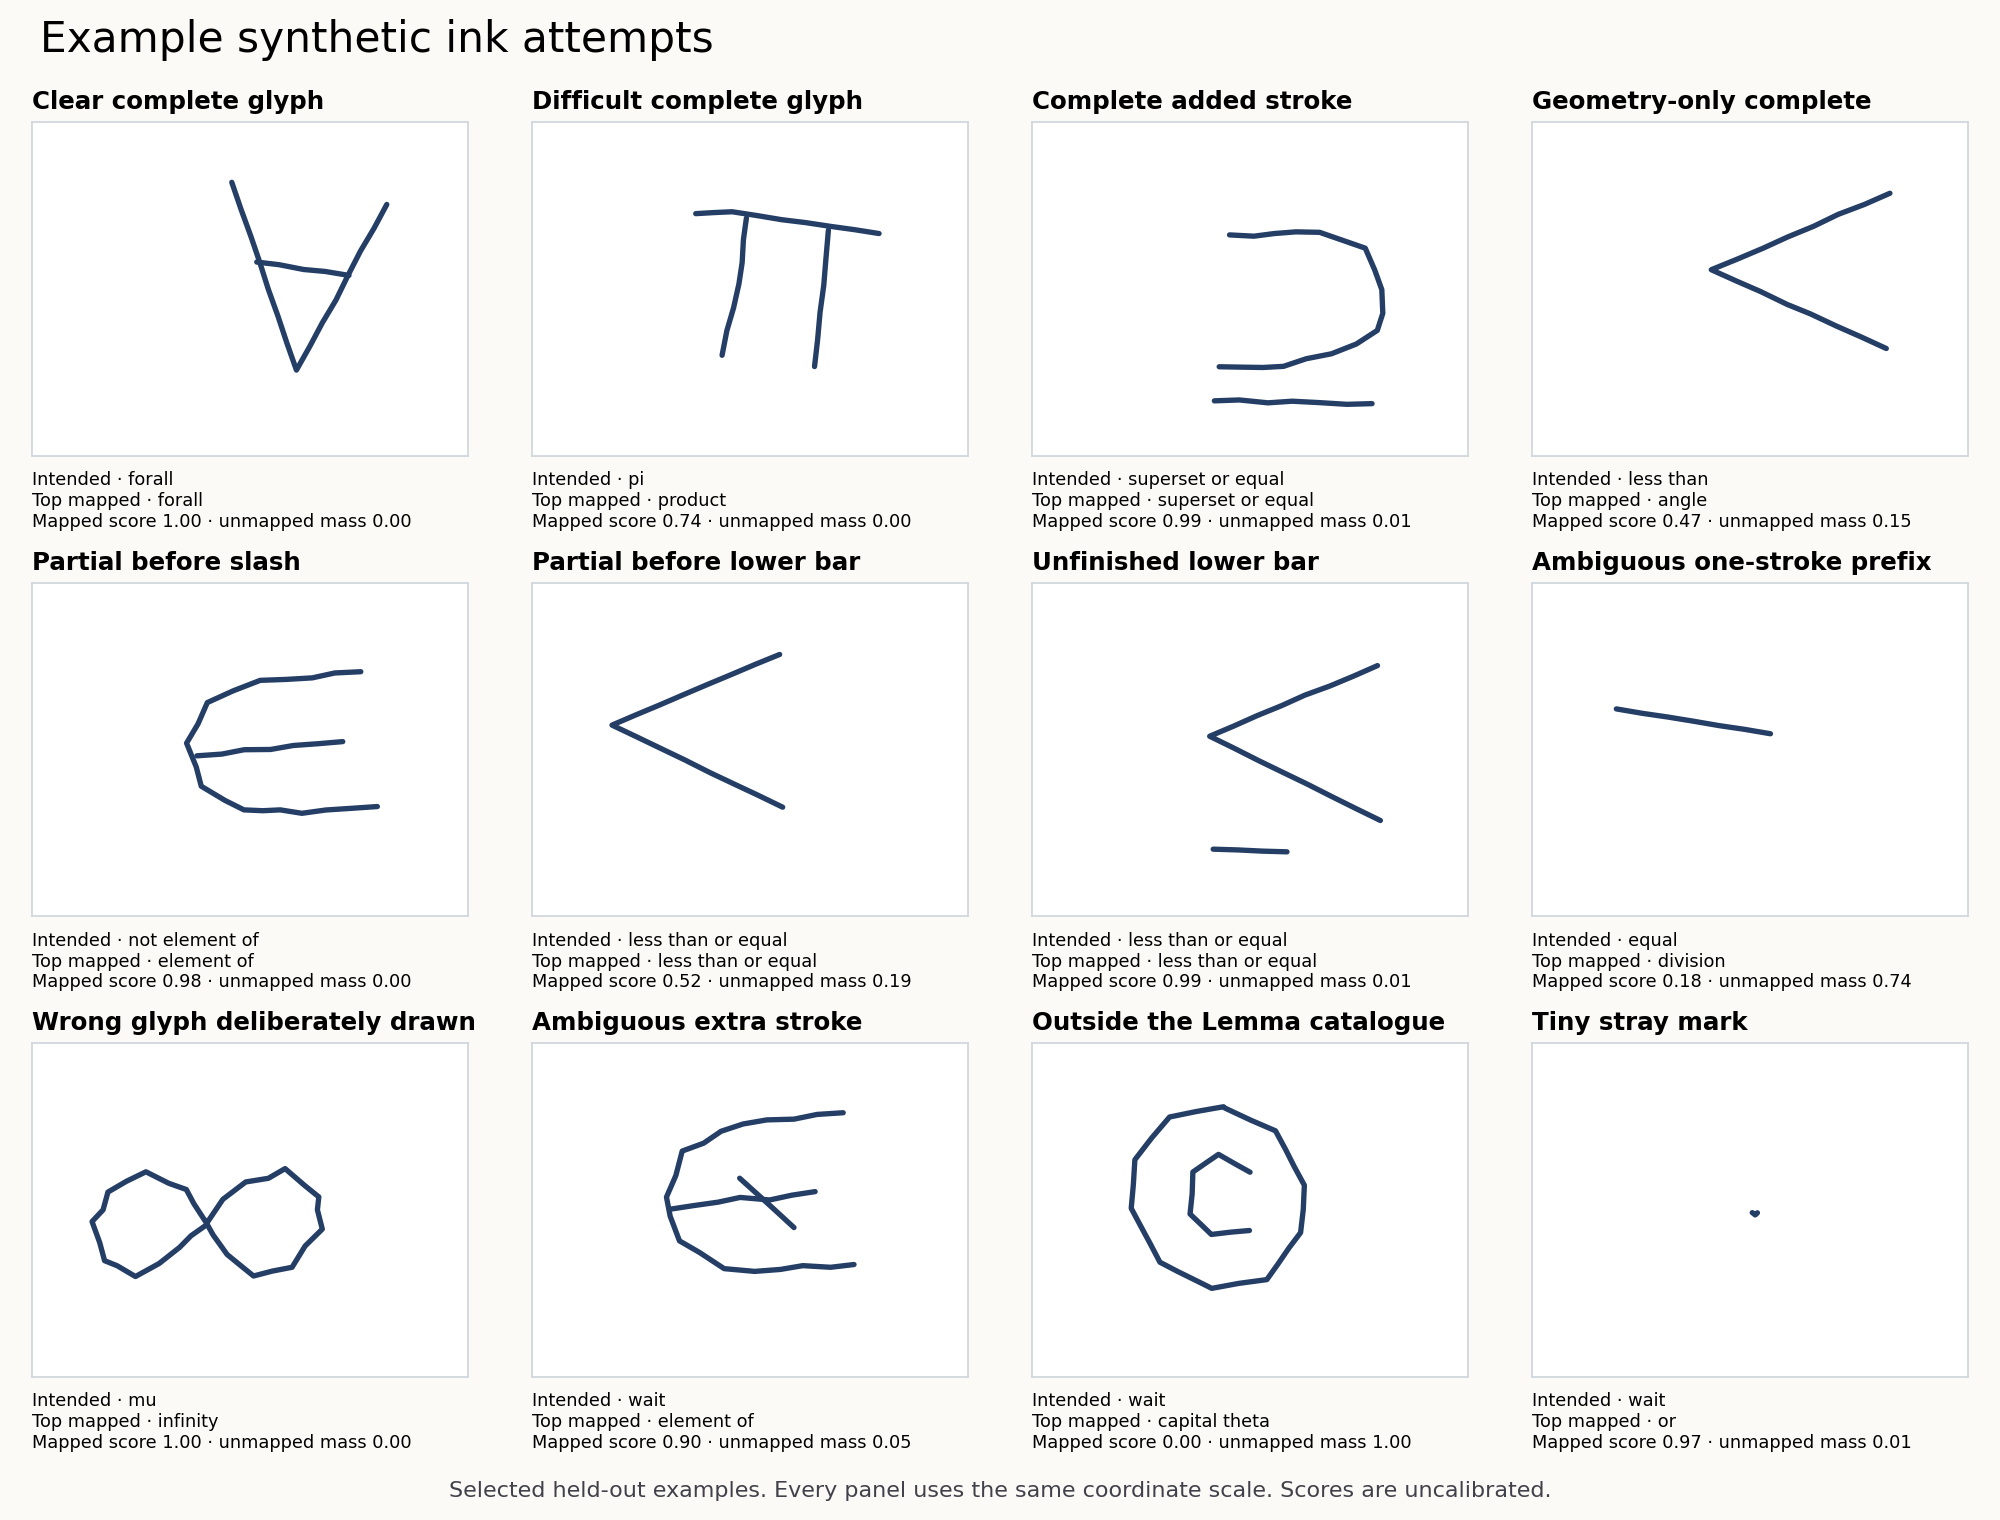 Example synthetic ink attempts
Clear complete glyph
∀
Intended · forall
Top mapped · forall
Mapped score 1.00 · unmapped mass 0.00
Difficult complete glyph
π
Intended · pi
Top mapped · product
Mapped score 0.74 · unmapped mass 0.00
Complete added stroke
⊇
Intended · superset or equal
Top mapped · superset or equal
Mapped score 0.99 · unmapped mass 0.01
Geometry-only complete
<
Intended · less than
Top mapped · angle
Mapped score 0.47 · unmapped mass 0.15
Partial before slash
∈
Intended · not element of
Top mapped · element of
Mapped score 0.98 · unmapped mass 0.00
Partial before lower bar
<
Intended · less than or equal
Top mapped · less than or equal
Mapped score 0.52 · unmapped mass 0.19
Unfinished lower bar
≤
Intended · less than or equal
Top mapped · less than or equal
Mapped score 0.99 · unmapped mass 0.01
Ambiguous one-stroke prefix
Intended · equal
Top mapped · division
Mapped score 0.18 · unmapped mass 0.74
Wrong glyph deliberately drawn
∞
Intended · mu
Top mapped · infinity
Mapped score 1.00 · unmapped mass 0.00
Ambiguous extra stroke
Intended · wait
Top mapped · element of
Mapped score 0.90 · unmapped mass 0.05
Outside the Lemma catalogue
©
Intended · wait
Top mapped · capital theta
Mapped score 0.00 · unmapped mass 1.00
Tiny stray mark
Intended · wait
Top mapped · or
Mapped score 0.97 · unmapped mass 0.01
Selected held-out examples. Every panel uses the same coordinate scale. Scores are uncalibrated.